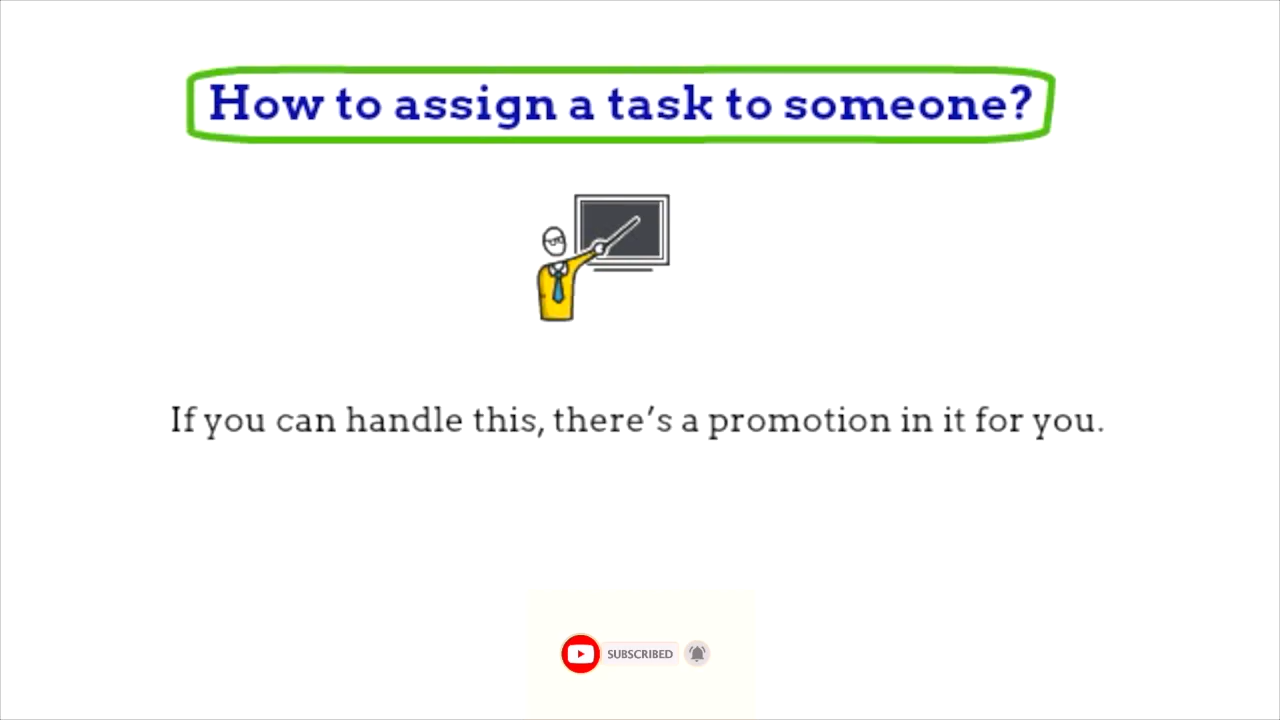 How to assign a task to someone?
If you can handle this, there’s a promotion in it for you.
SUBSCRIBED